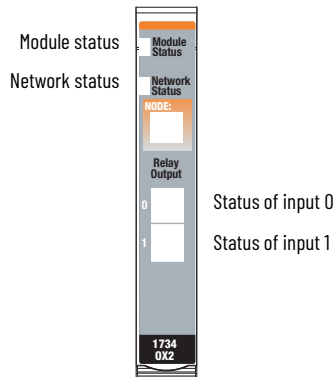 Module status
Module
Status
Network status
Network
Status
NODE:
Relay
Output
0
Status of input 0
1
Status of input 1
1734
OX2